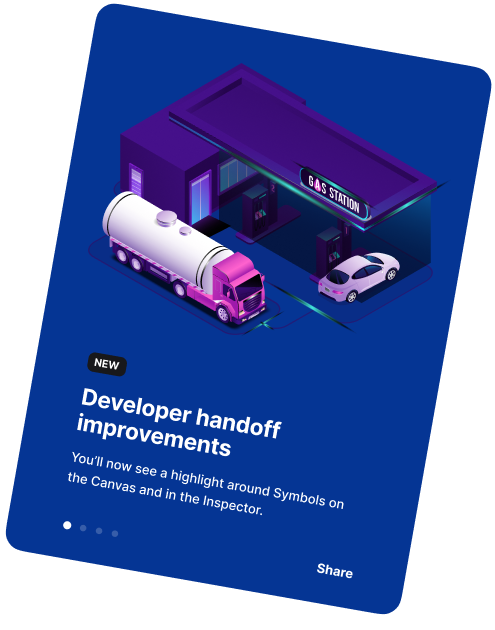 GAS STATION
NEW
Developer handoff
improvements
You'll now see a highlight around Symbols on
the Canvas and in the Inspector.
Share